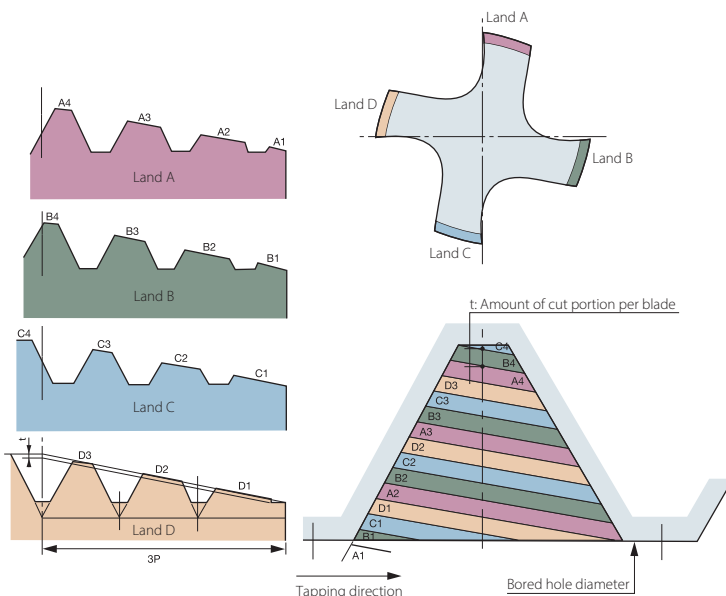 Land A
Land D
Land B
Land C
A4
A3
A2
A1
Land A
B4
B3
B2
B1
Land B
C4
C3
C2
C1
Land C
t
D3
D2
D1
Land D
3P
t: Amount of cut portion per blade
C4
B4
A4
D3
C3
B3
A3
D2
C2
B2
A2
D1
C1
B1
A1
Tapping direction
Bored hole diameter